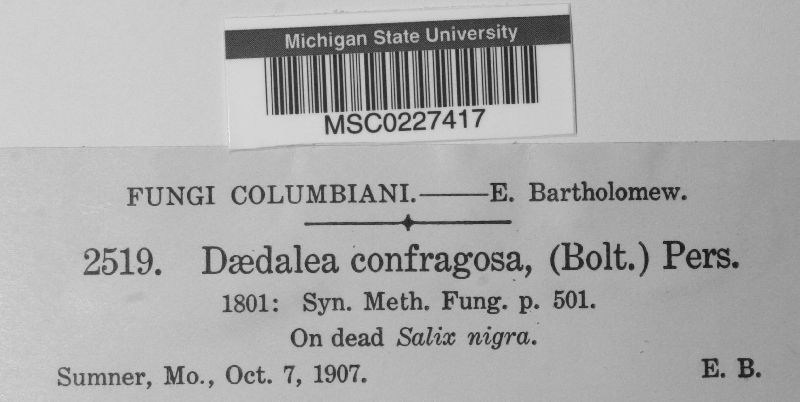 Michigan State University
MSC0227417
FUNGI COLUMBIANI.——E. Bartholomew.
2519. Dædalea confragosa, (Bolt.) Pers.
1801: Syn. Meth. Fung. p. 501.
On dead Salix nigra.
Sumner, Mo., Oct. 7, 1907. E. B.